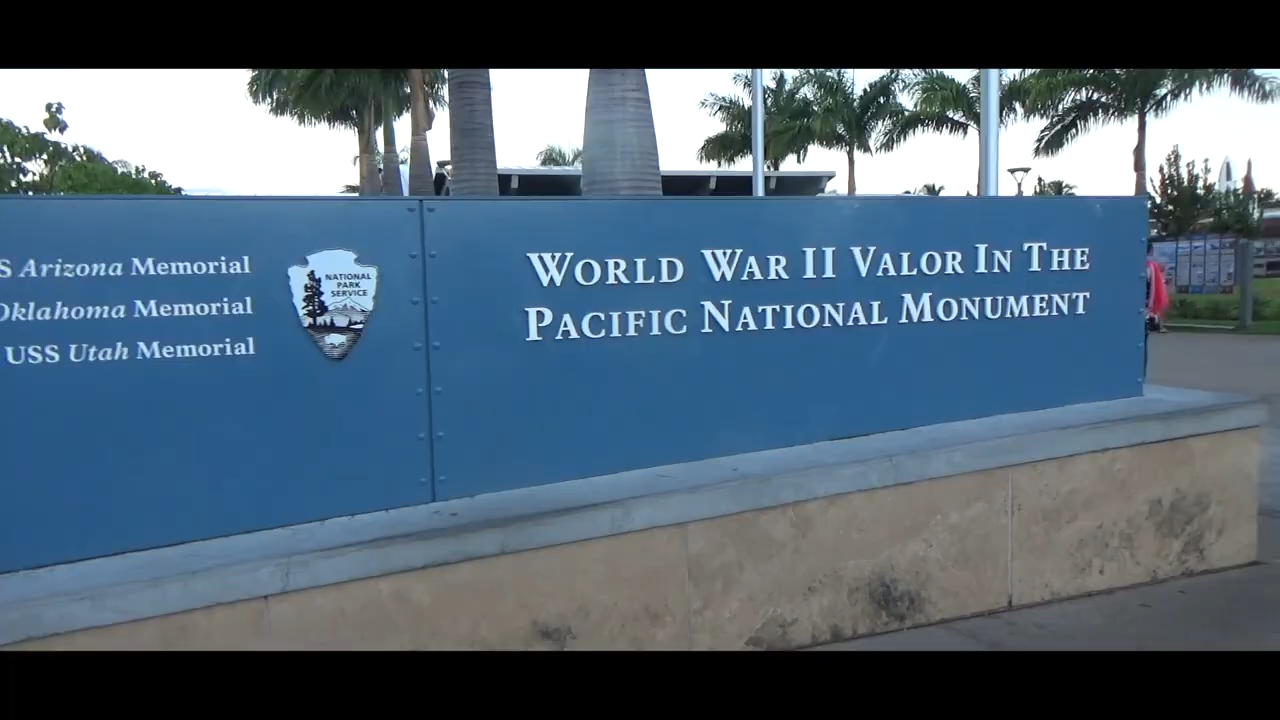 S Arizona Memorial
Oklahoma Memorial
USS Utah Memorial
NATIONAL
PARK
SERVICE
WORLD WAR II VALOR IN THE
PACIFIC NATIONAL MONUMENT